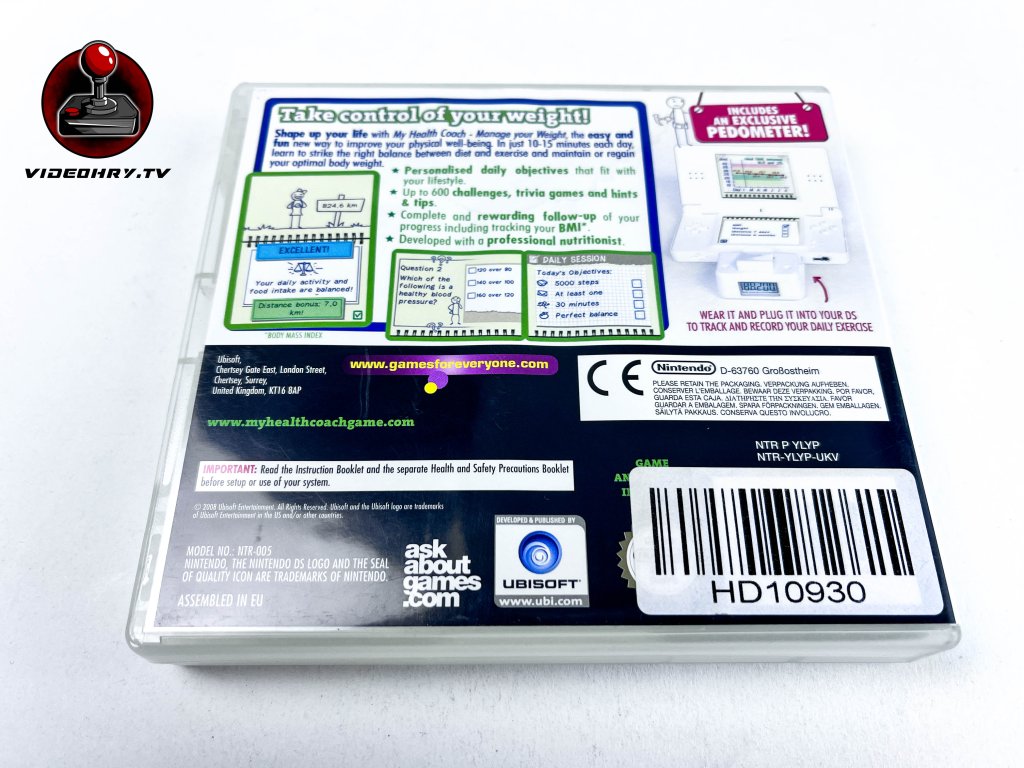 VIDEOHRY.TV
Take control of your weight!
Shape up your life with My Health Coach - Manage your Weight, the easy and
fun new way to improve your physical well-being. In just 10-15 minutes each day,
learn to strike the right balance between diet and exercise and maintain or regain
your optimal body weight.
★ Personalised daily objectives that fit with
your lifestyle.
★ Up to 600 challenges, trivia games and hints
& tips.
★ Complete and rewarding follow-up of your
progress including tracking your BMI*.
★ Developed with a professional nutritionist.
824.6 km
EXCELLENT!
Your daily activity and
food intake are balanced!
Distance bonus: 7,0
km!
*BODY MASS INDEX
Question 2
Which of the
following is a
healthy blood
pressure?
120 over 80
140 over 100
160 over 120
DAILY SESSION
Today's Objectives:
5000 steps
At least one
30 minutes
Perfect balance
INCLUDES
AN EXCLUSIVE
PEDOMETER!
WEAR IT AND PLUG IT INTO YOUR DS
TO TRACK AND RECORD YOUR DAILY EXERCISE
Ubisoft,
Chertsey Gate East, London Street,
Chertsey, Surrey,
United Kingdom, KT16 8AP
www.gamesforeveryone.com
www.myhealthcoachgame.com
CE
Nintendo D-63760 Großostheim
PLEASE RETAIN THE PACKAGING. VERPACKUNG AUFHEBEN.
CONSERVER L'EMBALLAGE. BEWAAR DEZE VERPAKKING. POR FAVOR,
GUARDA ESTA CAJA. ΔΙΑΤΗΡΗΣΤΕ ΤΗΝ ΣΥΣΚΕΥΑΣΙΑ. FAVOR
GUARDAR A EMBALAGEM. SPARA FÖRPACKNINGEN. GEM EMBALLAGEN.
SÄILYTÄ PAKKAUS. CONSERVA QUESTO INVOLUCRO.
NTR P YLYP
NTR-YLYP-UKV
GAME
IMPORTANT: Read the Instruction Booklet and the separate Health and Safety Precautions Booklet
before setup or use of your system.
© 2008 Ubisoft Entertainment. All Rights Reserved. Ubisoft and the Ubisoft logo are trademarks
of Ubisoft Entertainment in the US and/or other countries.
MODEL NO.: NTR-005
NINTENDO, THE NINTENDO DS LOGO AND THE SEAL
OF QUALITY ICON ARE TRADEMARKS OF NINTENDO.
ASSEMBLED IN EU
ask
about
games
.com
DEVELOPED & PUBLISHED BY
UBISOFT
www.ubi.com
HD10930